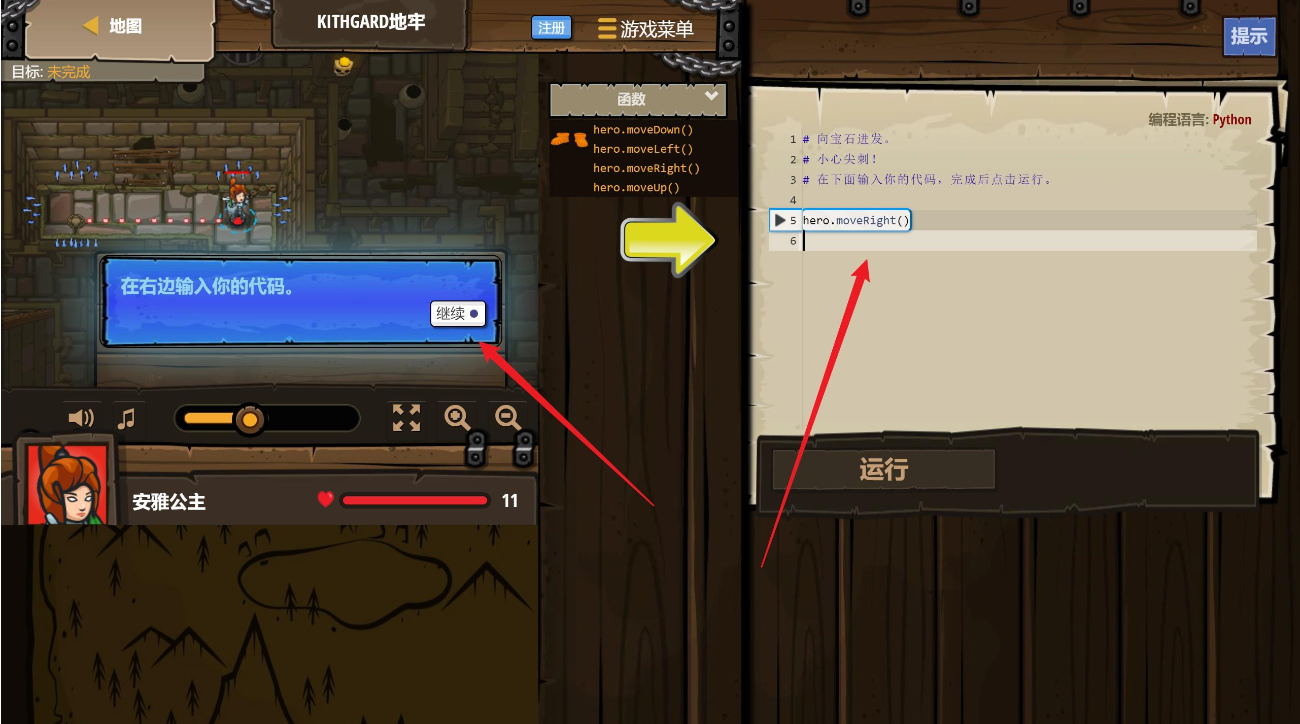 地图
KITHGARD地牢
注册
游戏菜单
提示
目标: 未完成
函数
hero.moveDown()
hero.moveLeft()
hero.moveRight()
hero.moveUp()
编程语言: Python
1 # 向宝石进发。
2 # 小心尖刺!
3 # 在下面输入你的代码，完成后点击运行。
4
5 hero.moveRight()
6
在右边输入你的代码。
继续
运行
安雅公主
11